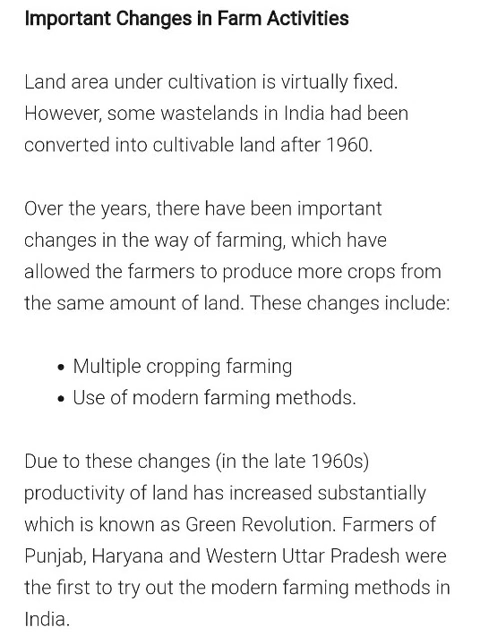 Important Changes in Farm Activities
Land area under cultivation is virtually fixed.
However, some wastelands in India had been
converted into cultivable land after 1960.
Over the years, there have been important
changes in the way of farming, which have
allowed the farmers to produce more crops from
the same amount of land. These changes include:
• Multiple cropping farming
• Use of modern farming methods.
Due to these changes (in the late 1960s)
productivity of land has increased substantially
which is known as Green Revolution. Farmers of
Punjab, Haryana and Western Uttar Pradesh were
the first to try out the modern farming methods in
India.